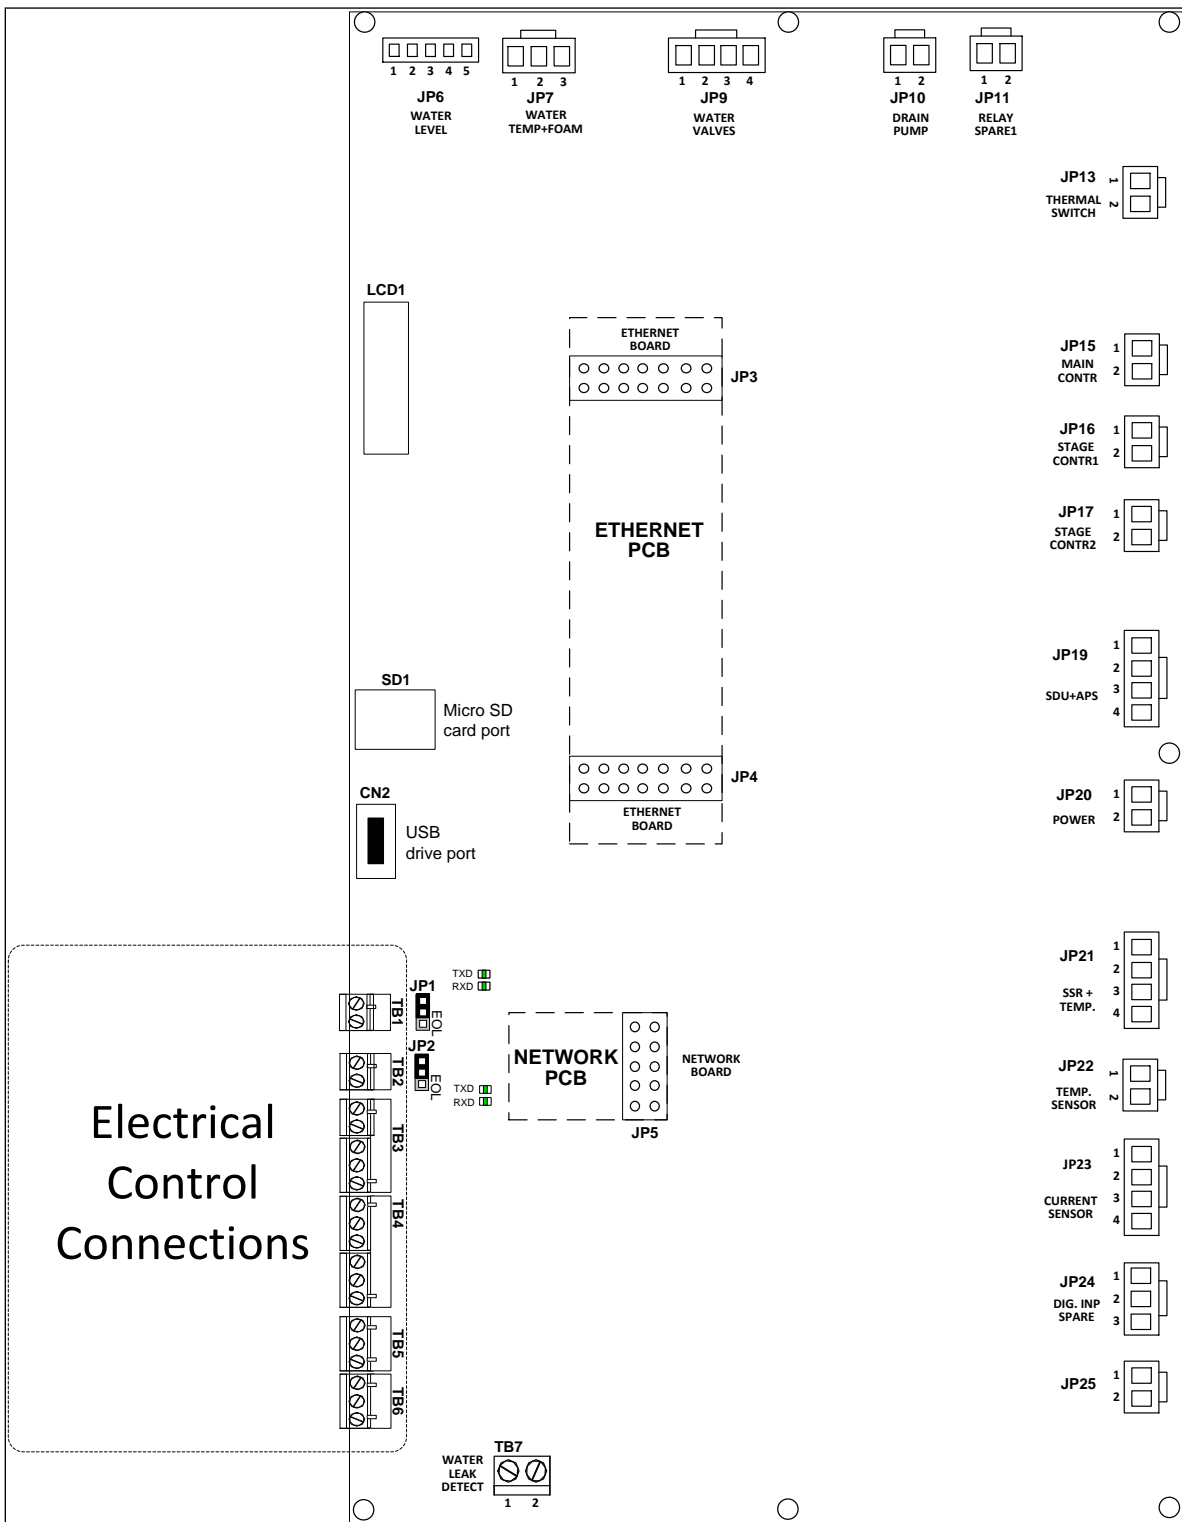 1 2 3 4 5
JP6
WATER
LEVEL
1 2 3
JP7
WATER
TEMP+FOAM
1 2 3 4
JP9
WATER
VALVES
1 2
JP10
DRAIN
PUMP
1 2
JP11
RELAY
SPARE1
JP13
THERMAL
SWITCH
1
2
LCD1
ETHERNET
BOARD
JP3
JP15
MAIN
CONTR
1
2
JP16
STAGE
CONTR1
1
2
ETHERNET
PCB
JP17
STAGE
CONTR2
1
2
JP19
SDU+APS
1
2
3
4
SD1
Micro SD
card port
JP4
ETHERNET
BOARD
CN2
USB
drive port
JP20
POWER
1
2
JP21
SSR +
TEMP.
1
2
3
4
TXD
RXD
JP1
EOL
TB1
JP2
EOL
TB2
TXD
RXD
NETWORK
PCB
NETWORK
BOARD
JP5
JP22
TEMP.
SENSOR
1
2
Electrical
Control
Connections
TB3
TB4
TB5
TB6
JP23
CURRENT
SENSOR
1
2
3
4
JP24
DIG. INP
SPARE
1
2
3
JP25
1
2
TB7
WATER
LEAK
DETECT
1 2